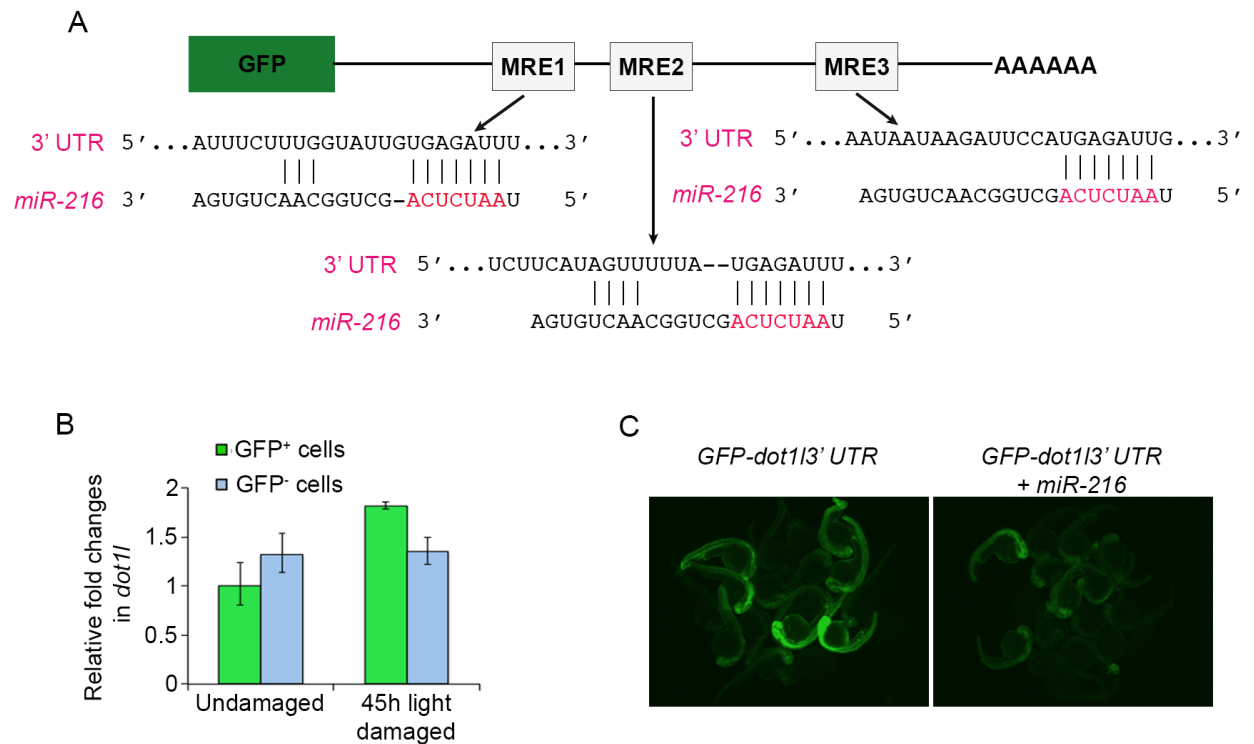 A
GFP MRE1 MRE2 MRE3 AAAAAA
3’ UTR 5’...AUUUCUUUGGUAUUGUGAGAUUU...3’
miR-216 3’ AGUGUCAACGGUCG-ACUCUAAU 5’
3’ UTR 5’...AAUAAUAAGAUUCCAUGAGAUUG...3’
miR-216 3’ AGUGUCAACGGUCGACUCUAAU 5’
3’ UTR 5’...UCUUCAUAGUUUUUA--UGAGAUUU...3’
miR-216 3’ AGUGUCAACGGUCGACUCUAAU 5’
B
GFP+ cells
GFP- cells
Relative fold changes
in dot1l
2
1.5
1
0.5
0
Undamaged
45h light
damaged
C
GFP-dot1l3’ UTR
GFP-dot1l3’ UTR
+ miR-216